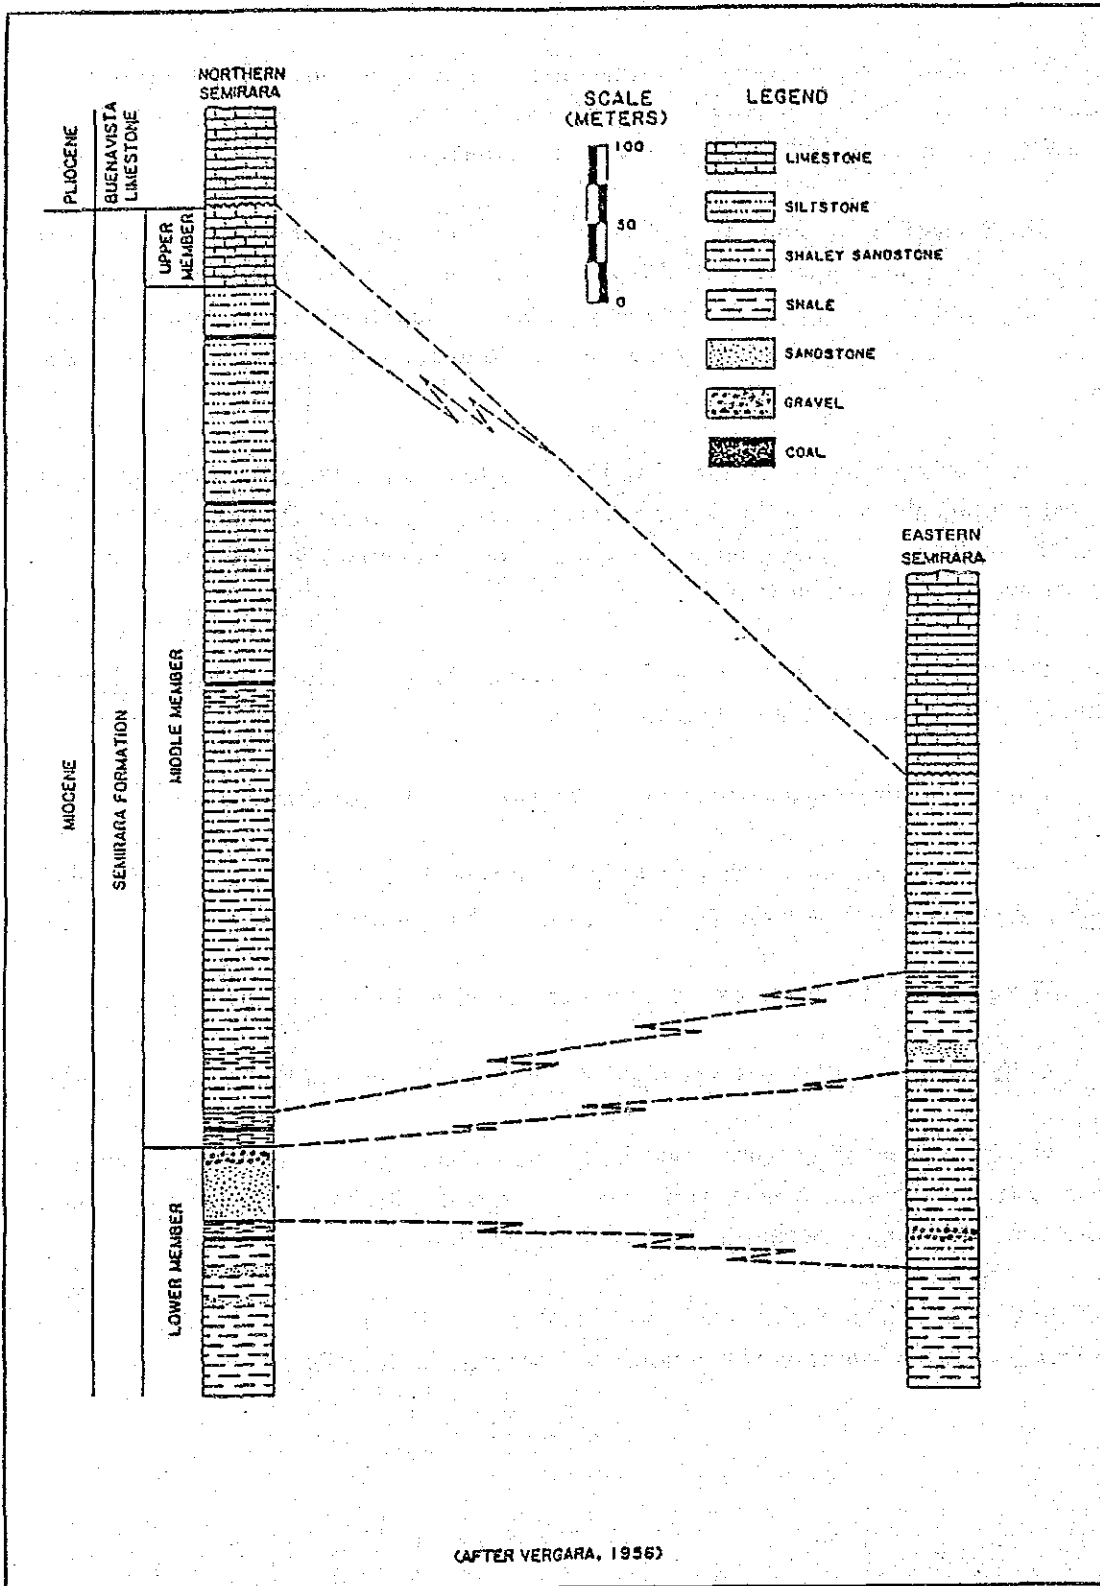 NORTHERN
SEMIRARA
SCALE
(METERS)
100
50
0
LEGEND
LIMESTONE
SILTSTONE
SHALEY SANDSTONE
SHALE
SANDSTONE
GRAVEL
COAL
PLIOCENE
BUENAVISTA
LIMESTONE
UPPER
MEMBER
EASTERN
SEMIRARA
MIOCENE
SEMIRARA FORMATION
MIDDLE MEMBER
LOWER MEMBER
(AFTER VERGARA, 1956)